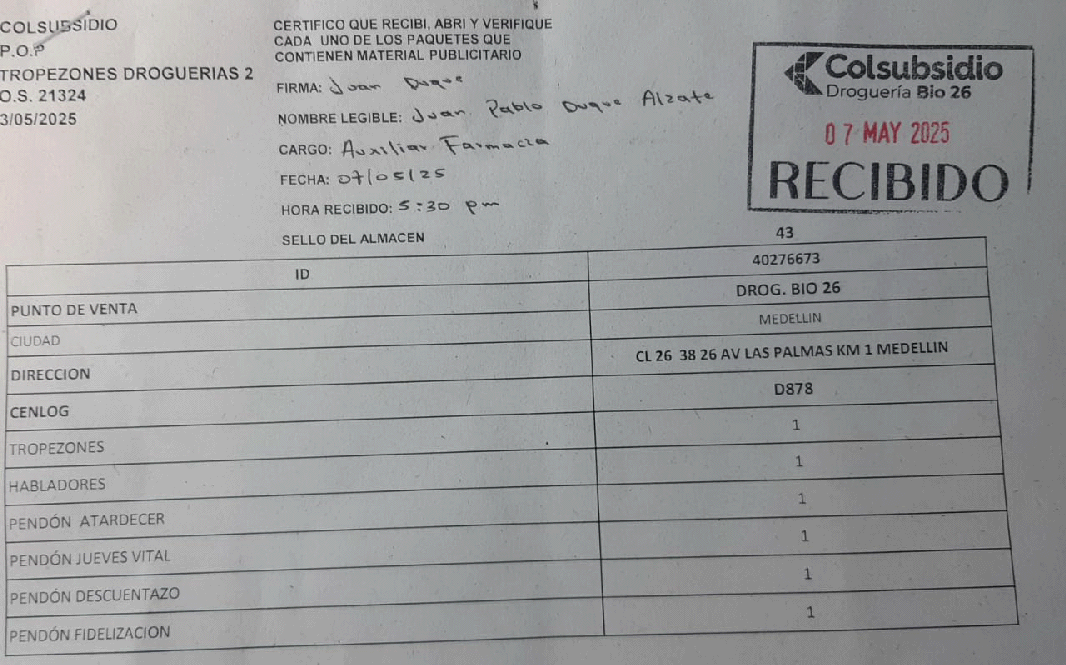 COLSUBSIDIO
P.O.P
TROPEZONES DROGUERIAS 2
O.S. 21324
3/05/2025
CERTIFICO QUE RECIBI, ABRI Y VERIFIQUE
CADA UNO DE LOS PAQUETES QUE
CONTIENEN MATERIAL PUBLICITARIO
FIRMA: Juan Duque
NOMBRE LEGIBLE: Juan Pablo Duque Alzate
CARGO: Auxiliar Farmacia
FECHA: 07/05/25
HORA RECIBIDO: 5:30 pm
SELLO DEL ALMACEN
Colsubsidio
Droguería Bio 26
07 MAY 2025
RECIBIDO
43
ID 40276673
PUNTO DE VENTA DROG. BIO 26
CIUDAD MEDELLIN
DIRECCION CL 26 38 26 AV LAS PALMAS KM 1 MEDELLIN
CENLOG D878
TROPEZONES 1
HABLADORES 1
PENDÓN ATARDECER 1
PENDÓN JUEVES VITAL 1
PENDÓN DESCUENTAZO 1
PENDÓN FIDELIZACION 1